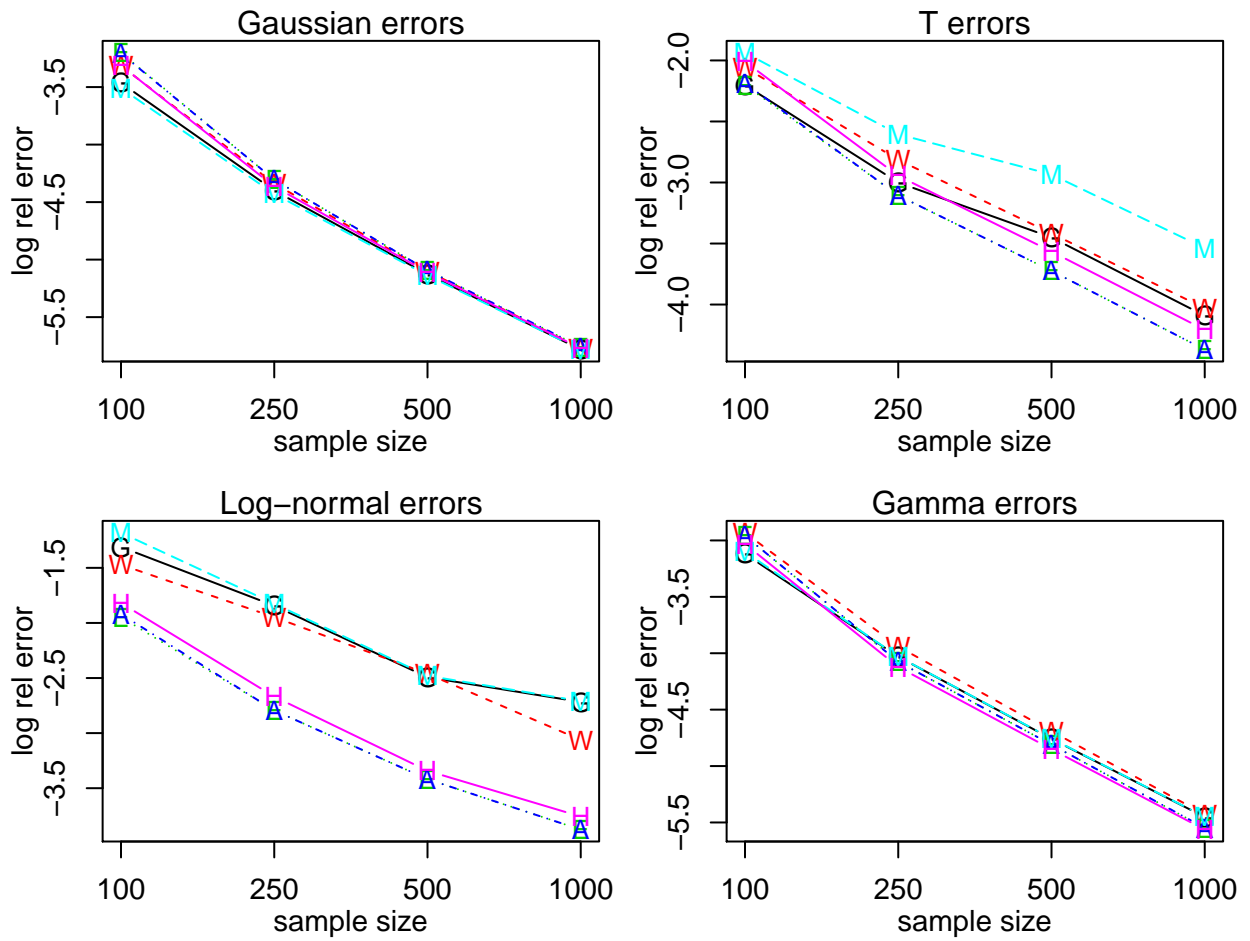 Gaussian errors
log rel error
−3.5
−4.5
−5.5
100 250 500 1000
sample size
E A H W G M
E A W H G M
E A W H G M
E A H W G M
T errors
log rel error
−2.0
−3.0
−4.0
100 250 500 1000
sample size
M H W E A G
M W H G E A
M W G H E A
M W G H E A
Log−normal errors
log rel error
−1.5
−2.5
−3.5
100 250 500 1000
sample size
M G W H A E
M G W H A E
W G M H A E
M G W H A E
Gamma errors
log rel error
−3.5
−4.5
−5.5
100 250 500 1000
sample size
W E A H M G
W G M A E H
W G M A E H
W G M A E H